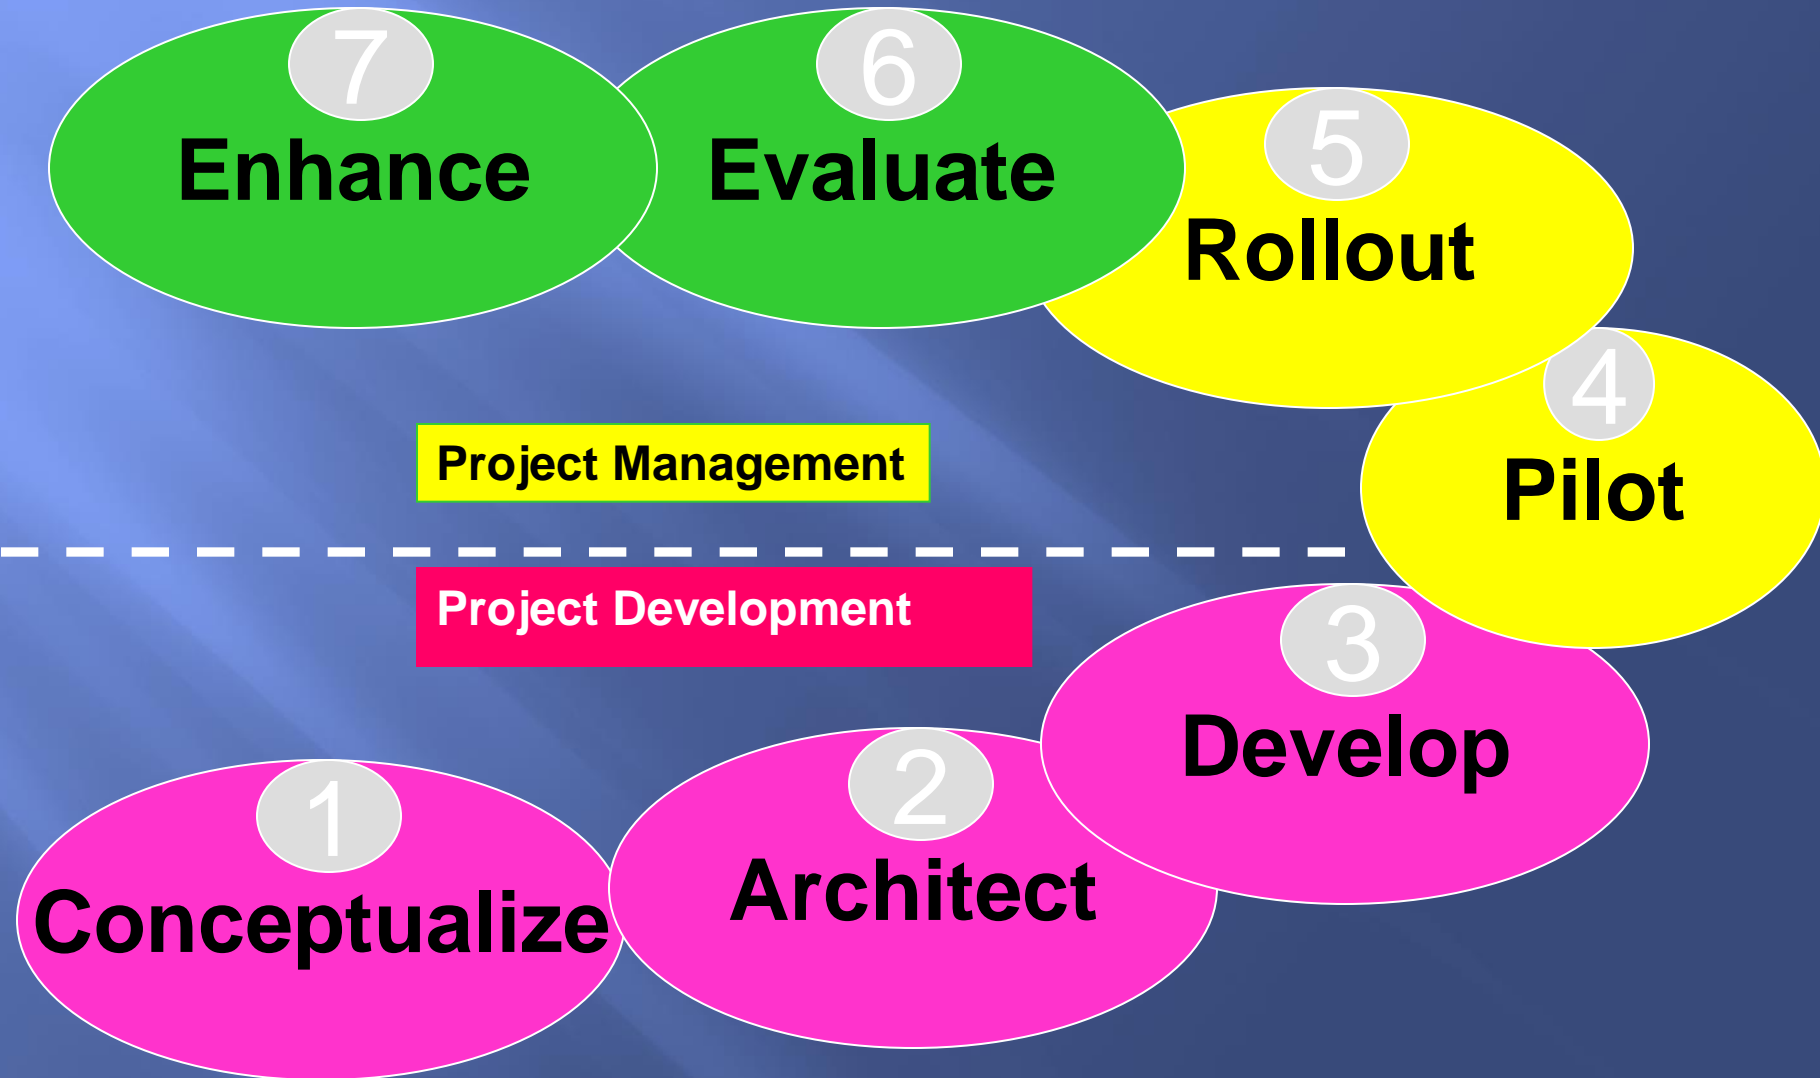 7
Enhance
6
Evaluate
5
Rollout
4
Pilot
Project Management
Project Development
3
Develop
2
Architect
1
Conceptualize